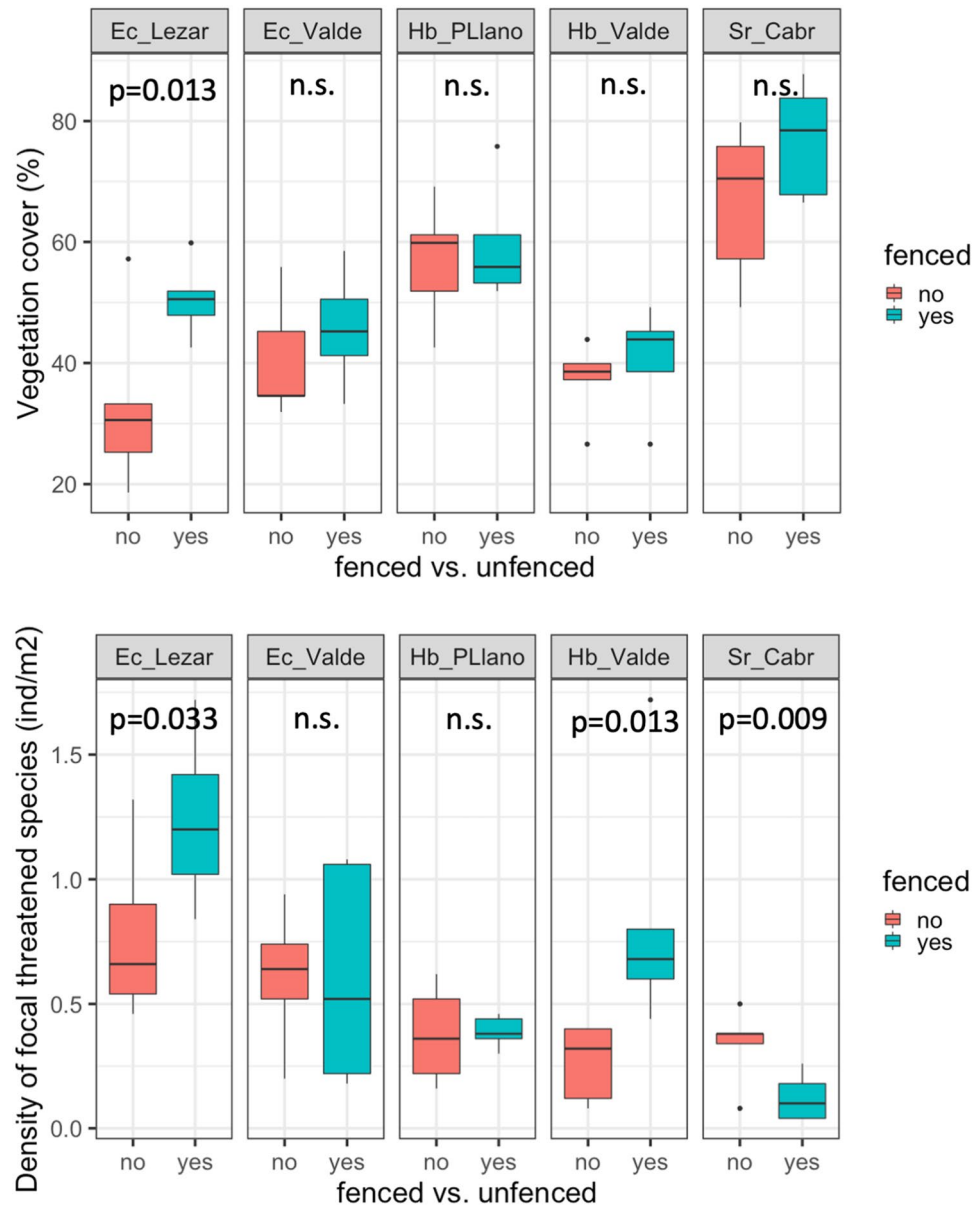 Ec_Lezar Ec_Valde Hb_PLlano Hb_Valde Sr_Cabr
p=0.013 n.s. n.s. n.s. n.s.
Vegetation cover (%)
80
60
40
20
no yes no yes no yes no yes no yes
fenced vs. unfenced
fenced
no
yes
Ec_Lezar Ec_Valde Hb_PLlano Hb_Valde Sr_Cabr
p=0.033 n.s. n.s. p=0.013 p=0.009
Density of focal threatened species (ind/m2)
1.5
1.0
0.5
0.0
no yes no yes no yes no yes no yes
fenced vs. unfenced
fenced
no
yes